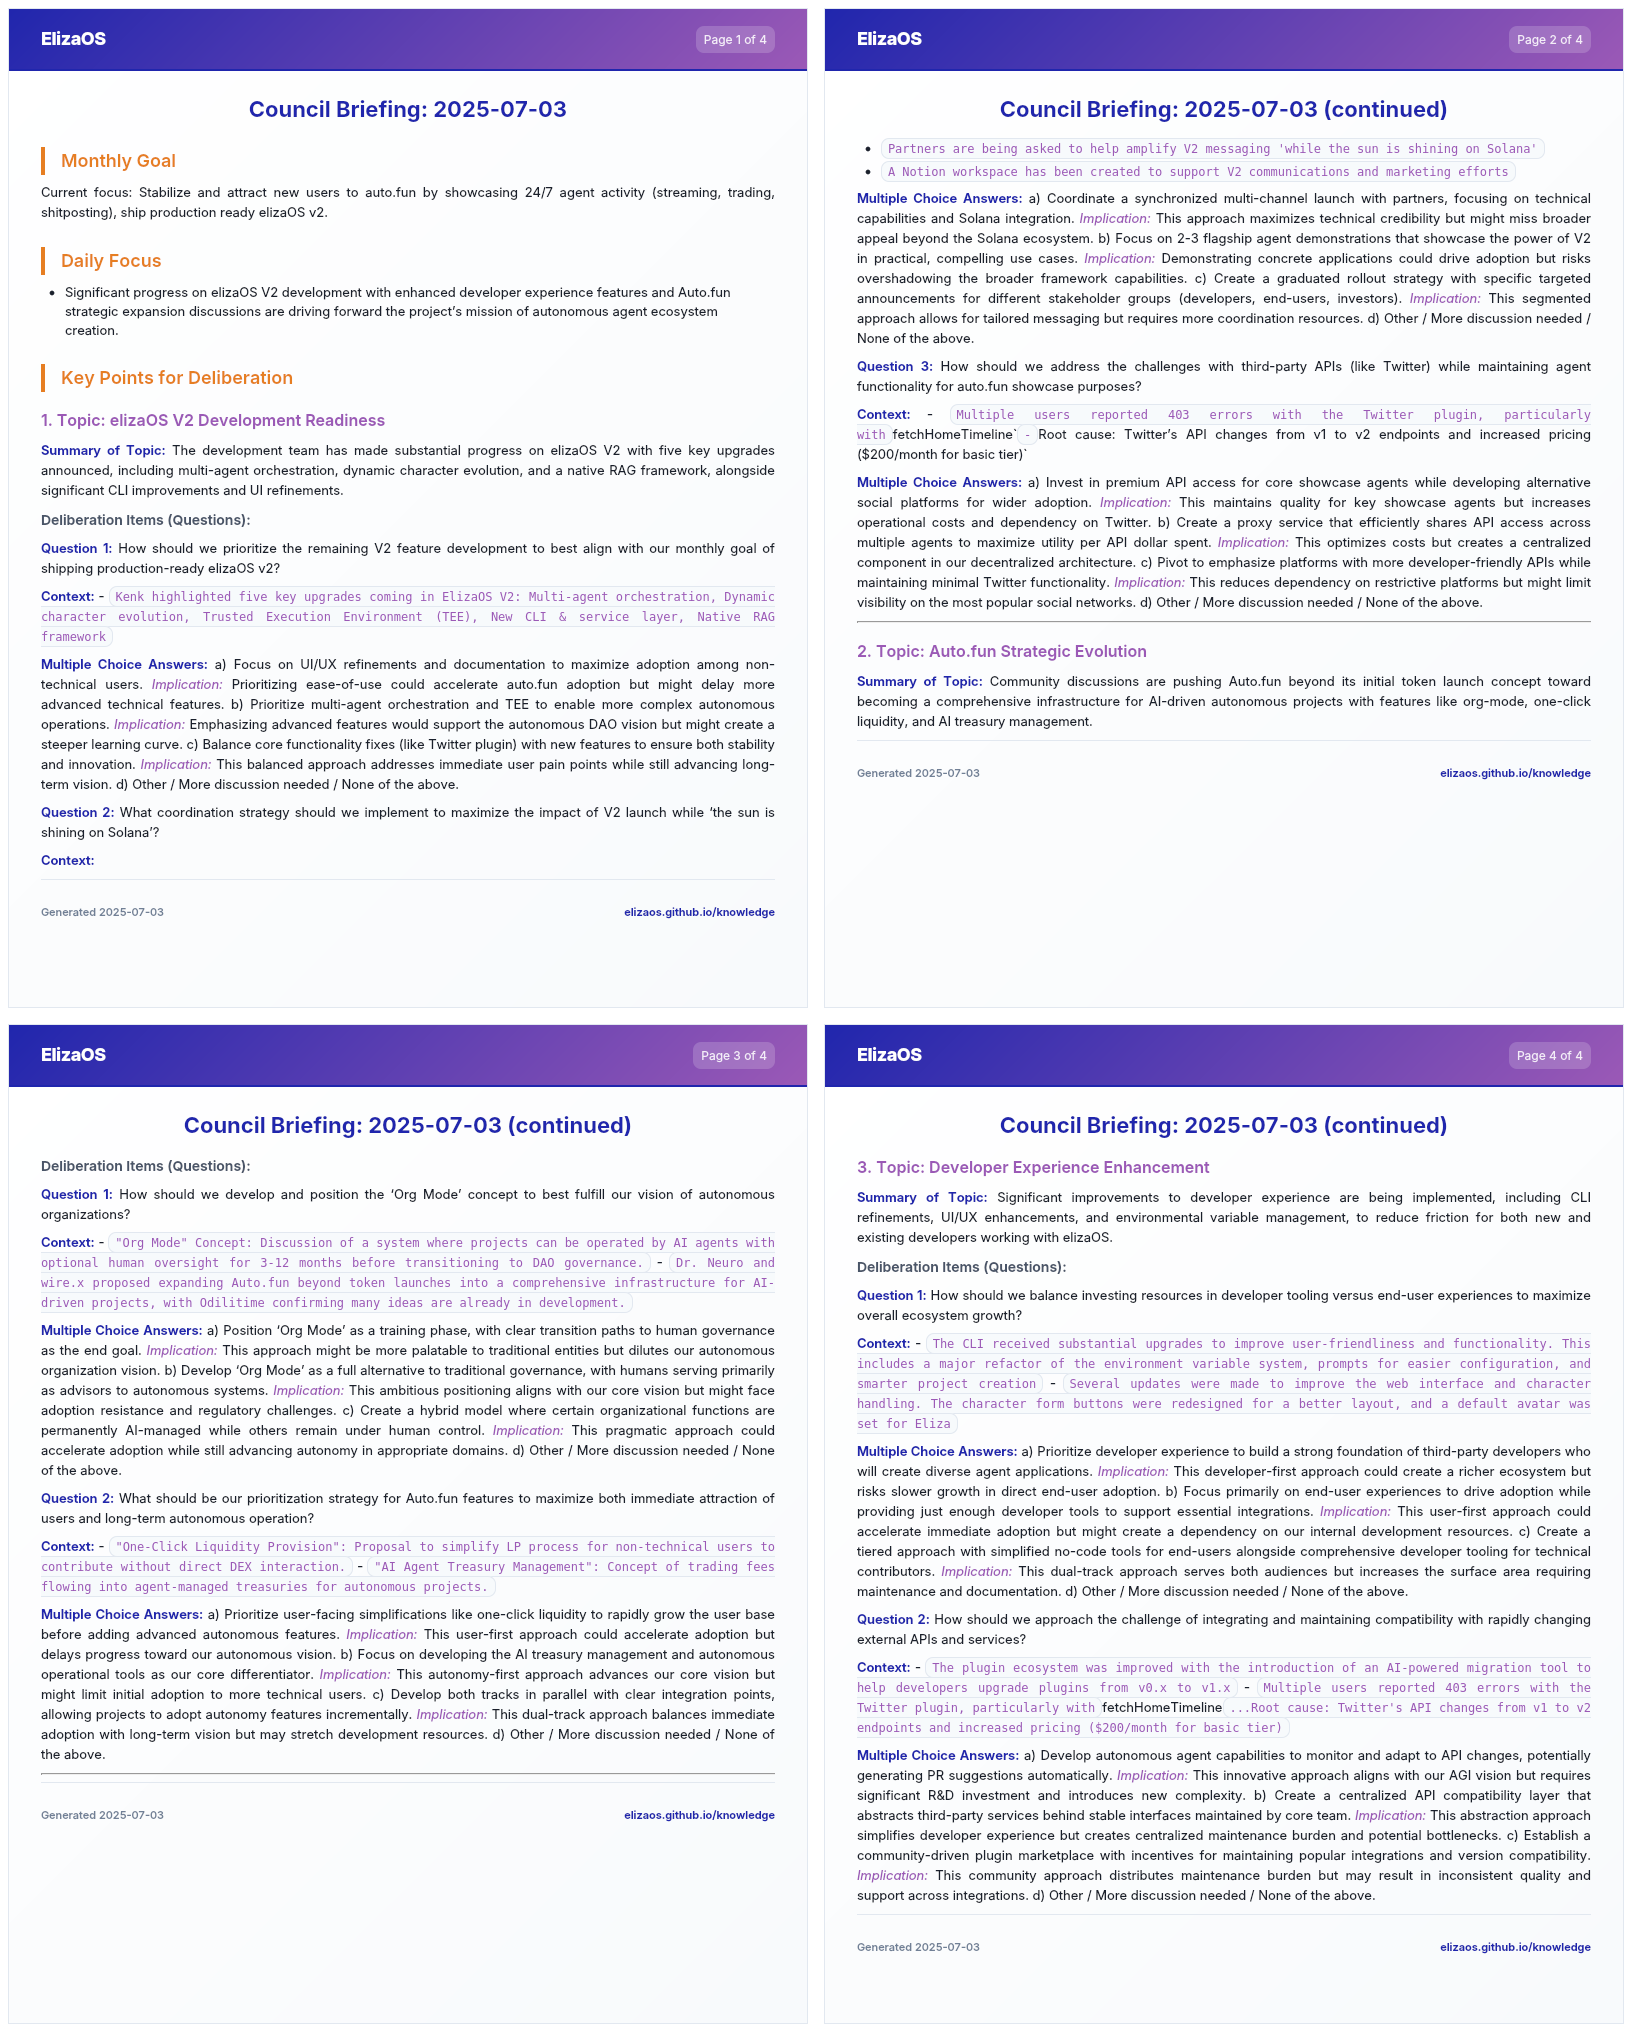 ElizaOS
Page 1 of 4
Council Briefing: 2025-07-03
Monthly Goal
Current focus: Stabilize and attract new users to auto.fun by showcasing 24/7 agent activity (streaming, trading,
shitposting), ship production ready elizaOS v2.
Daily Focus
• Significant progress on elizaOS V2 development with enhanced developer experience features and Auto.fun
strategic expansion discussions are driving forward the project’s mission of autonomous agent ecosystem
creation.
Key Points for Deliberation
1. Topic: elizaOS V2 Development Readiness
Summary of Topic: The development team has made substantial progress on elizaOS V2 with five key upgrades
announced, including multi-agent orchestration, dynamic character evolution, and a native RAG framework, alongside
significant CLI improvements and UI refinements.
Deliberation Items (Questions):
Question 1: How should we prioritize the remaining V2 feature development to best align with our monthly goal of
shipping production-ready elizaOS v2?
Context: - Kenk highlighted five key upgrades coming in ElizaOS V2: Multi-agent orchestration, Dynamic
character evolution, Trusted Execution Environment (TEE), New CLI & service layer, Native RAG
framework
Multiple Choice Answers: a) Focus on UI/UX refinements and documentation to maximize adoption among non-
technical users. Implication: Prioritizing ease-of-use could accelerate auto.fun adoption but might delay more
advanced technical features. b) Prioritize multi-agent orchestration and TEE to enable more complex autonomous
operations. Implication: Emphasizing advanced features would support the autonomous DAO vision but might create a
steeper learning curve. c) Balance core functionality fixes (like Twitter plugin) with new features to ensure both stability
and innovation. Implication: This balanced approach addresses immediate user pain points while still advancing long-
term vision. d) Other / More discussion needed / None of the above.
Question 2: What coordination strategy should we implement to maximize the impact of V2 launch while ‘the sun is
shining on Solana’?
Context:
Generated 2025-07-03
elizaos.github.io/knowledge
ElizaOS
Page 2 of 4
Council Briefing: 2025-07-03 (continued)
• Partners are being asked to help amplify V2 messaging 'while the sun is shining on Solana'
• A Notion workspace has been created to support V2 communications and marketing efforts
Multiple Choice Answers: a) Coordinate a synchronized multi-channel launch with partners, focusing on technical
capabilities and Solana integration. Implication: This approach maximizes technical credibility but might miss broader
appeal beyond the Solana ecosystem. b) Focus on 2-3 flagship agent demonstrations that showcase the power of V2
in practical, compelling use cases. Implication: Demonstrating concrete applications could drive adoption but risks
overshadowing the broader framework capabilities. c) Create a graduated rollout strategy with specific targeted
announcements for different stakeholder groups (developers, end-users, investors). Implication: This segmented
approach allows for tailored messaging but requires more coordination resources. d) Other / More discussion needed /
None of the above.
Question 3: How should we address the challenges with third-party APIs (like Twitter) while maintaining agent
functionality for auto.fun showcase purposes?
Context: - Multiple users reported 403 errors with the Twitter plugin, particularly
with fetchHomeTimeline` - Root cause: Twitter’s API changes from v1 to v2 endpoints and increased pricing
($200/month for basic tier)`
Multiple Choice Answers: a) Invest in premium API access for core showcase agents while developing alternative
social platforms for wider adoption. Implication: This maintains quality for key showcase agents but increases
operational costs and dependency on Twitter. b) Create a proxy service that efficiently shares API access across
multiple agents to maximize utility per API dollar spent. Implication: This optimizes costs but creates a centralized
component in our decentralized architecture. c) Pivot to emphasize platforms with more developer-friendly APIs while
maintaining minimal Twitter functionality. Implication: This reduces dependency on restrictive platforms but might limit
visibility on the most popular social networks. d) Other / More discussion needed / None of the above.
2. Topic: Auto.fun Strategic Evolution
Summary of Topic: Community discussions are pushing Auto.fun beyond its initial token launch concept toward
becoming a comprehensive infrastructure for AI-driven autonomous projects with features like org-mode, one-click
liquidity, and AI treasury management.
Generated 2025-07-03
elizaos.github.io/knowledge
ElizaOS
Page 3 of 4
Council Briefing: 2025-07-03 (continued)
Deliberation Items (Questions):
Question 1: How should we develop and position the ‘Org Mode’ concept to best fulfill our vision of autonomous
organizations?
Context: - "Org Mode" Concept: Discussion of a system where projects can be operated by AI agents with
optional human oversight for 3-12 months before transitioning to DAO governance. - Dr. Neuro and
wire.x proposed expanding Auto.fun beyond token launches into a comprehensive infrastructure for AI-
driven projects, with Odilitime confirming many ideas are already in development.
Multiple Choice Answers: a) Position ‘Org Mode’ as a training phase, with clear transition paths to human governance
as the end goal. Implication: This approach might be more palatable to traditional entities but dilutes our autonomous
organization vision. b) Develop ‘Org Mode’ as a full alternative to traditional governance, with humans serving primarily
as advisors to autonomous systems. Implication: This ambitious positioning aligns with our core vision but might face
adoption resistance and regulatory challenges. c) Create a hybrid model where certain organizational functions are
permanently AI-managed while others remain under human control. Implication: This pragmatic approach could
accelerate adoption while still advancing autonomy in appropriate domains. d) Other / More discussion needed / None
of the above.
Question 2: What should be our prioritization strategy for Auto.fun features to maximize both immediate attraction of
users and long-term autonomous operation?
Context: - "One-Click Liquidity Provision": Proposal to simplify LP process for non-technical users to
contribute without direct DEX interaction. - "AI Agent Treasury Management": Concept of trading fees
flowing into agent-managed treasuries for autonomous projects.
Multiple Choice Answers: a) Prioritize user-facing simplifications like one-click liquidity to rapidly grow the user base
before adding advanced autonomous features. Implication: This user-first approach could accelerate adoption but
delays progress toward our autonomous vision. b) Focus on developing the AI treasury management and autonomous
operational tools as our core differentiator. Implication: This autonomy-first approach advances our core vision but
might limit initial adoption to more technical users. c) Develop both tracks in parallel with clear integration points,
allowing projects to adopt autonomy features incrementally. Implication: This dual-track approach balances immediate
adoption with long-term vision but may stretch development resources. d) Other / More discussion needed / None of
the above.
Generated 2025-07-03
elizaos.github.io/knowledge
ElizaOS
Page 4 of 4
Council Briefing: 2025-07-03 (continued)
3. Topic: Developer Experience Enhancement
Summary of Topic: Significant improvements to developer experience are being implemented, including CLI
refinements, UI/UX enhancements, and environmental variable management, to reduce friction for both new and
existing developers working with elizaOS.
Deliberation Items (Questions):
Question 1: How should we balance investing resources in developer tooling versus end-user experiences to maximize
overall ecosystem growth?
Context: - The CLI received substantial upgrades to improve user-friendliness and functionality. This
includes a major refactor of the environment variable system, prompts for easier configuration, and
smarter project creation - Several updates were made to improve the web interface and character
handling. The character form buttons were redesigned for a better layout, and a default avatar was
set for Eliza
Multiple Choice Answers: a) Prioritize developer experience to build a strong foundation of third-party developers who
will create diverse agent applications. Implication: This developer-first approach could create a richer ecosystem but
risks slower growth in direct end-user adoption. b) Focus primarily on end-user experiences to drive adoption while
providing just enough developer tools to support essential integrations. Implication: This user-first approach could
accelerate immediate adoption but might create a dependency on our internal development resources. c) Create a
tiered approach with simplified no-code tools for end-users alongside comprehensive developer tooling for technical
contributors. Implication: This dual-track approach serves both audiences but increases the surface area requiring
maintenance and documentation. d) Other / More discussion needed / None of the above.
Question 2: How should we approach the challenge of integrating and maintaining compatibility with rapidly changing
external APIs and services?
Context: - The plugin ecosystem was improved with the introduction of an AI-powered migration tool to
help developers upgrade plugins from v0.x to v1.x - Multiple users reported 403 errors with the
Twitter plugin, particularly with fetchHomeTimeline ...Root cause: Twitter's API changes from v1 to v2
endpoints and increased pricing ($200/month for basic tier)
Multiple Choice Answers: a) Develop autonomous agent capabilities to monitor and adapt to API changes, potentially
generating PR suggestions automatically. Implication: This innovative approach aligns with our AGI vision but requires
significant R&D investment and introduces new complexity. b) Create a centralized API compatibility layer that
abstracts third-party services behind stable interfaces maintained by core team. Implication: This abstraction approach
simplifies developer experience but creates centralized maintenance burden and potential bottlenecks. c) Establish a
community-driven plugin marketplace with incentives for maintaining popular integrations and version compatibility.
Implication: This community approach distributes maintenance burden but may result in inconsistent quality and
support across integrations. d) Other / More discussion needed / None of the above.
Generated 2025-07-03
elizaos.github.io/knowledge